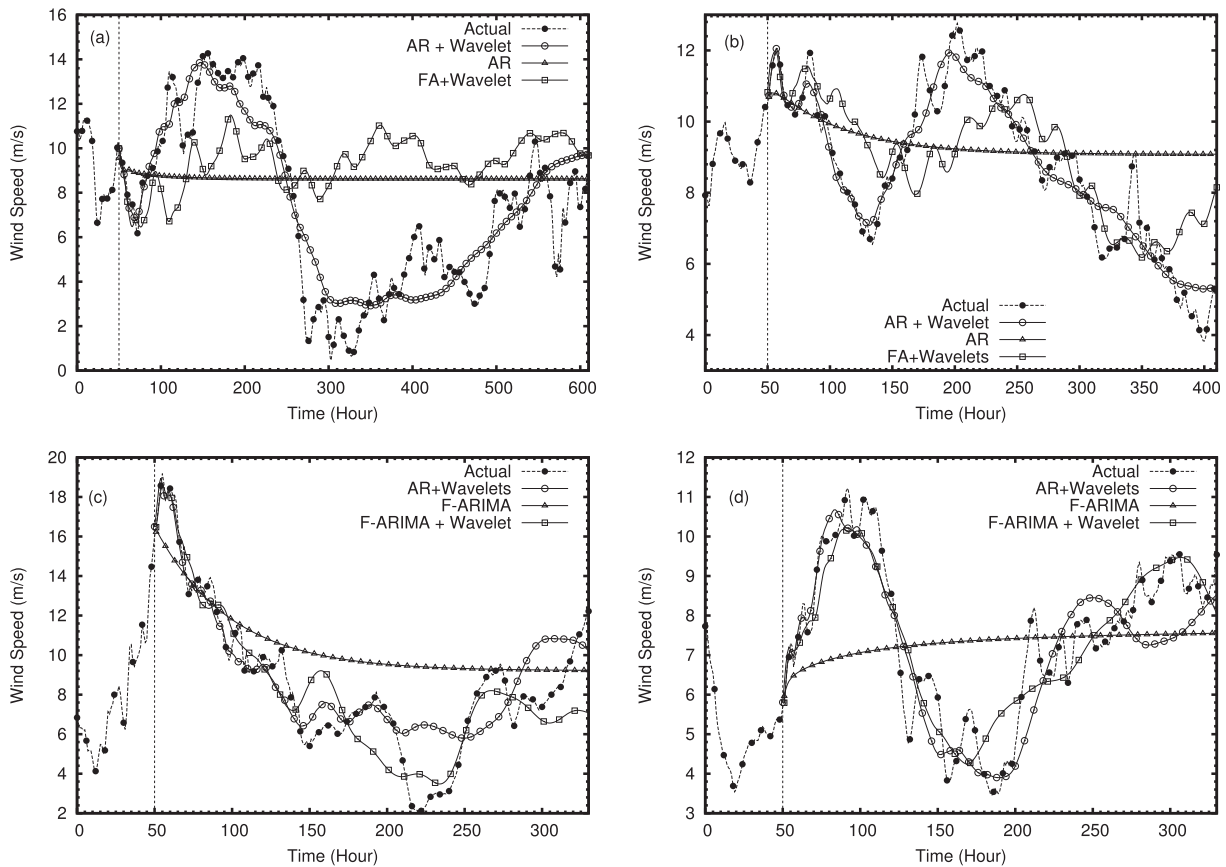 (a)
Actual
AR + Wavelet
AR
FA+Wavelet
Wind Speed (m/s)
16
14
12
10
8
6
4
2
0
0 100 200 300 400 500 600
Time (Hour)
(b)
Actual
AR + Wavelet
AR
FA+Wavelets
Wind Speed (m/s)
12
10
8
6
4
0 50 100 150 200 250 300 350 400
Time (Hour)
(c)
Actual
AR+Wavelets
F-ARIMA
F-ARIMA + Wavelet
Wind Speed (m/s)
20
18
16
14
12
10
8
6
4
2
0 50 100 150 200 250 300
Time (Hour)
(d)
Actual
AR+Wavelets
F-ARIMA
F-ARIMA + Wavelet
Wind Speed (m/s)
12
11
10
9
8
7
6
5
4
3
0 50 100 150 200 250 300
Time (Hour)